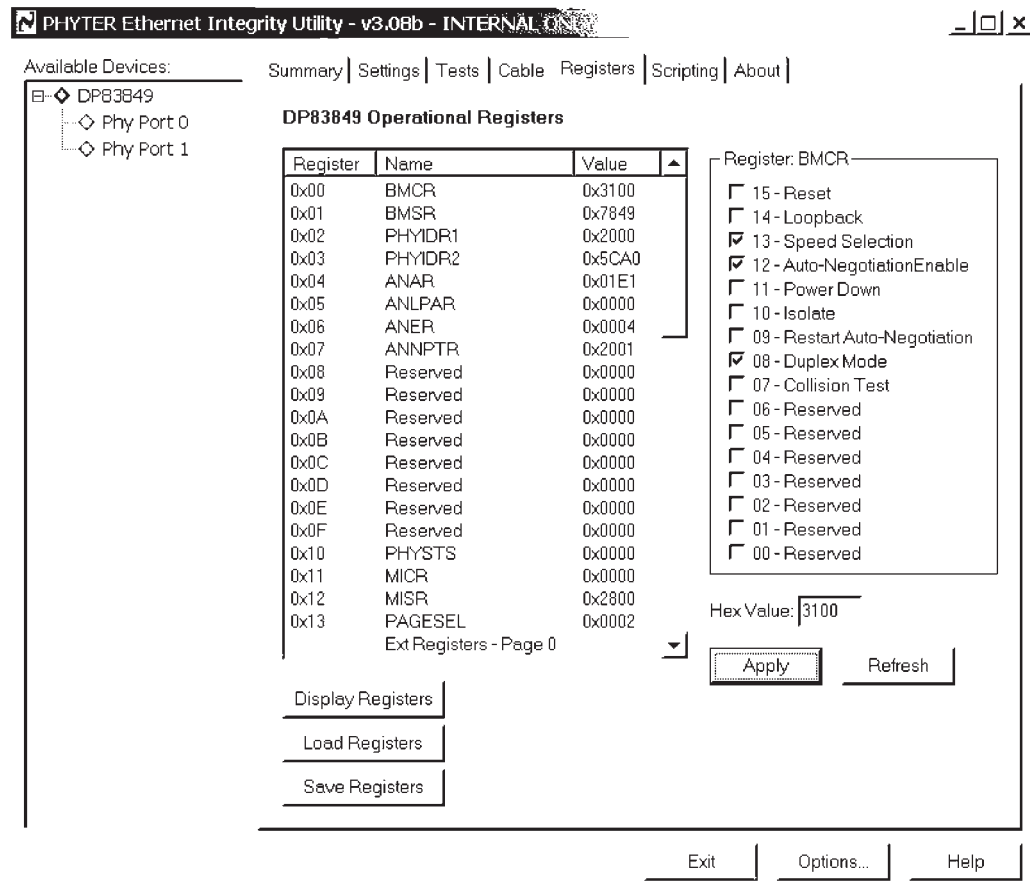 PHYTER Ethernet Integrity Utility - v3.08b - INTERNAL ONLY
Available Devices:
DP83849
Phy Port 0
Phy Port 1
Summary Settings Tests Cable Registers Scripting About
DP83849 Operational Registers
Register Name Value
0x00 BMCR 0x3100
0x01 BMSR 0x7849
0x02 PHYIDR1 0x2000
0x03 PHYIDR2 0x5CA0
0x04 ANAR 0x01E1
0x05 ANLPAR 0x0000
0x06 ANER 0x0004
0x07 ANNPTR 0x2001
0x08 Reserved 0x0000
0x09 Reserved 0x0000
0x0A Reserved 0x0000
0x0B Reserved 0x0000
0x0C Reserved 0x0000
0x0D Reserved 0x0000
0x0E Reserved 0x0000
0x0F Reserved 0x0000
0x10 PHYSTS 0x0000
0x11 MICR 0x0000
0x12 MISR 0x2800
0x13 PAGESEL 0x0002
Ext Registers - Page 0
Display Registers
Load Registers
Save Registers
Register: BMCR
15 - Reset
14 - Loopback
13 - Speed Selection
12 - Auto-NegotiationEnable
11 - Power Down
10 - Isolate
09 - Restart Auto-Negotiation
08 - Duplex Mode
07 - Collision Test
06 - Reserved
05 - Reserved
04 - Reserved
03 - Reserved
02 - Reserved
01 - Reserved
00 - Reserved
Hex Value: 3100
Apply Refresh
Exit Options... Help